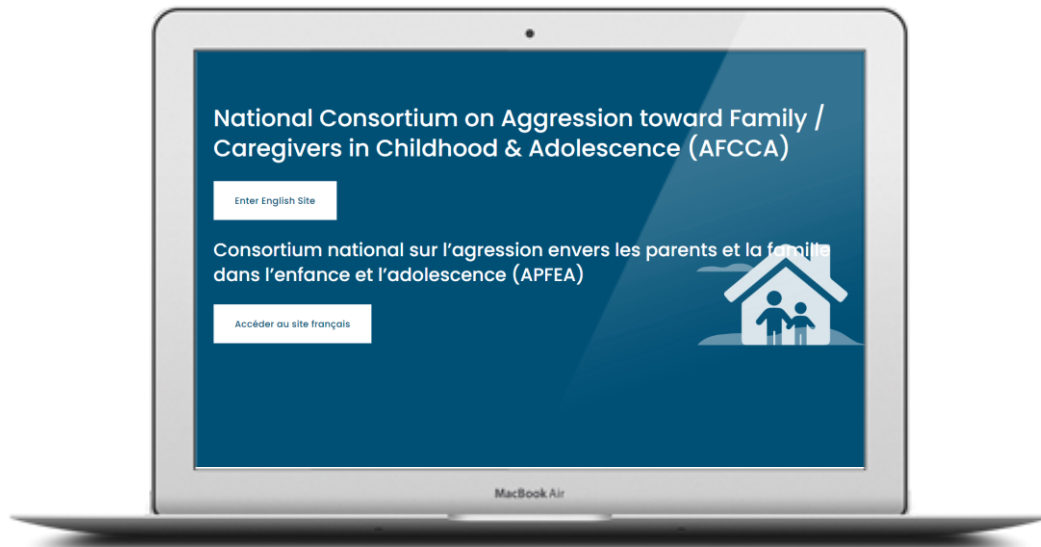 National Consortium on Aggression toward Family /
Caregivers in Childhood & Adolescence (AFCCA)
Enter English Site
Consortium national sur l’agression envers les parents et la famille
dans l’enfance et l’adolescence (APFEA)
Accéder au site français
MacBook Air